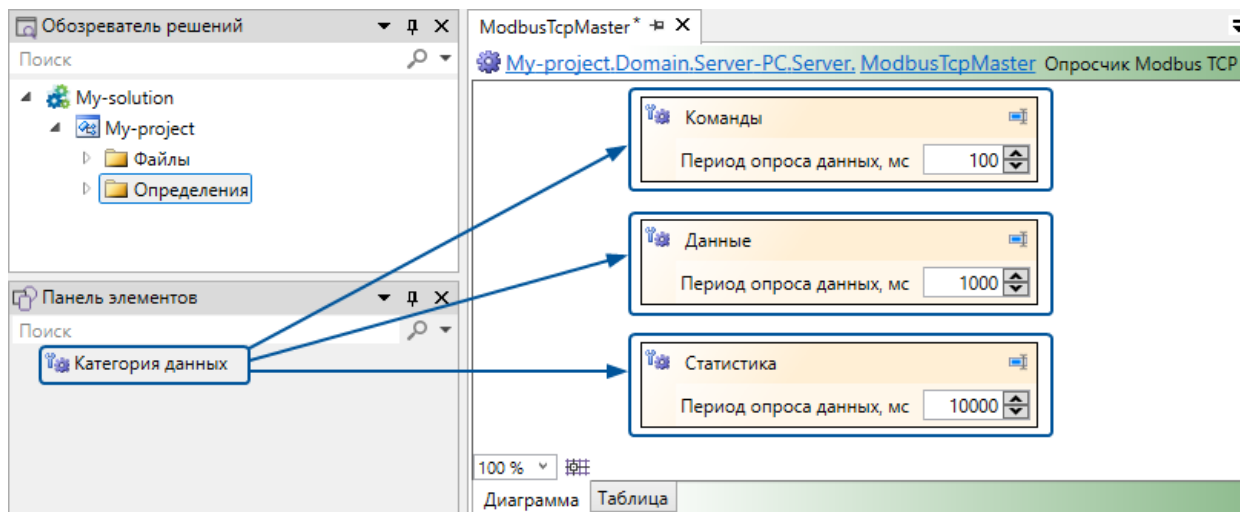 Обозреватель решений
Поиск
My-solution
My-project
Файлы
Определения
Панель элементов
Поиск
Категория данных
ModbusTcpMaster*
My-project.Domain.Server-PC.Server. ModbusTcpMaster Опросчик Modbus TCP
Команды
Период опроса данных, мс 100
Данные
Период опроса данных, мс 1000
Статистика
Период опроса данных, мс 10000
100 %
Диаграмма Таблица